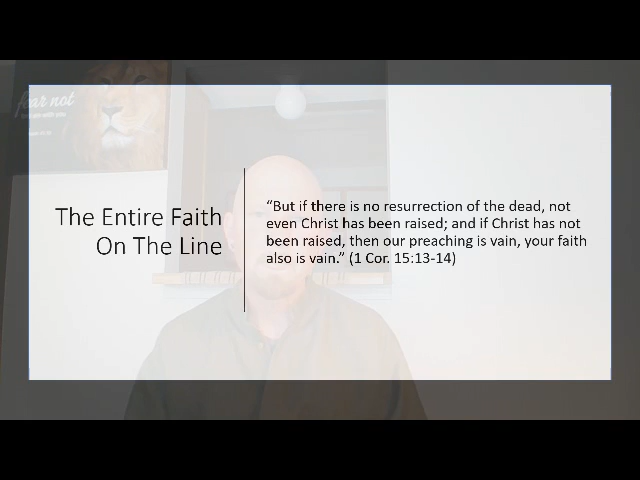 fear not
The Entire Faith
On The Line
“But if there is no resurrection of the dead, not
even Christ has been raised; and if Christ has not
been raised, then our preaching is vain, your faith
also is vain.” (1 Cor. 15:13-14)